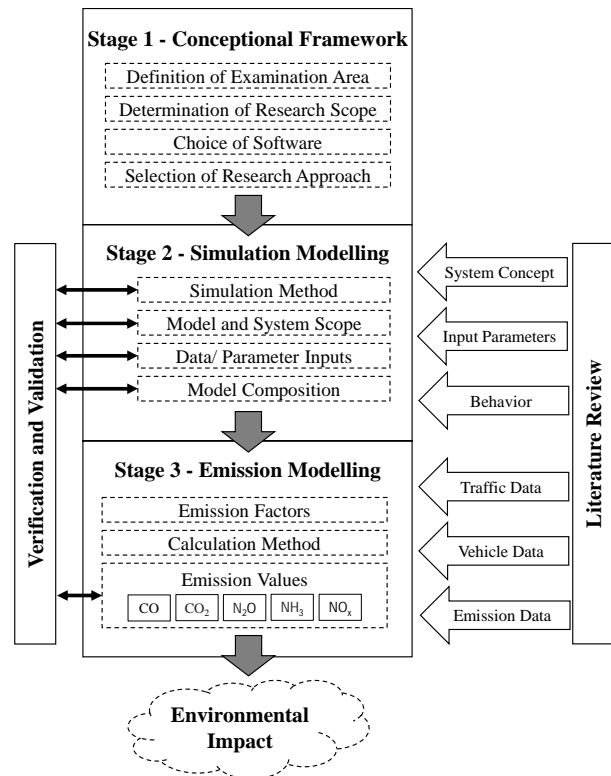 Stage 1 - Conceptional Framework
Definition of Examination Area
Determination of Research Scope
Choice of Software
Selection of Research Approach
Stage 2 - Simulation Modelling
Simulation Method
Model and System Scope
Data/ Parameter Inputs
Model Composition
Stage 3 - Emission Modelling
Emission Factors
Calculation Method
Emission Values
CO CO₂ N₂O NH₃ NOₓ
Environmental
Impact
Verification and Validation
System Concept
Input Parameters
Behavior
Traffic Data
Vehicle Data
Emission Data
Literature Review